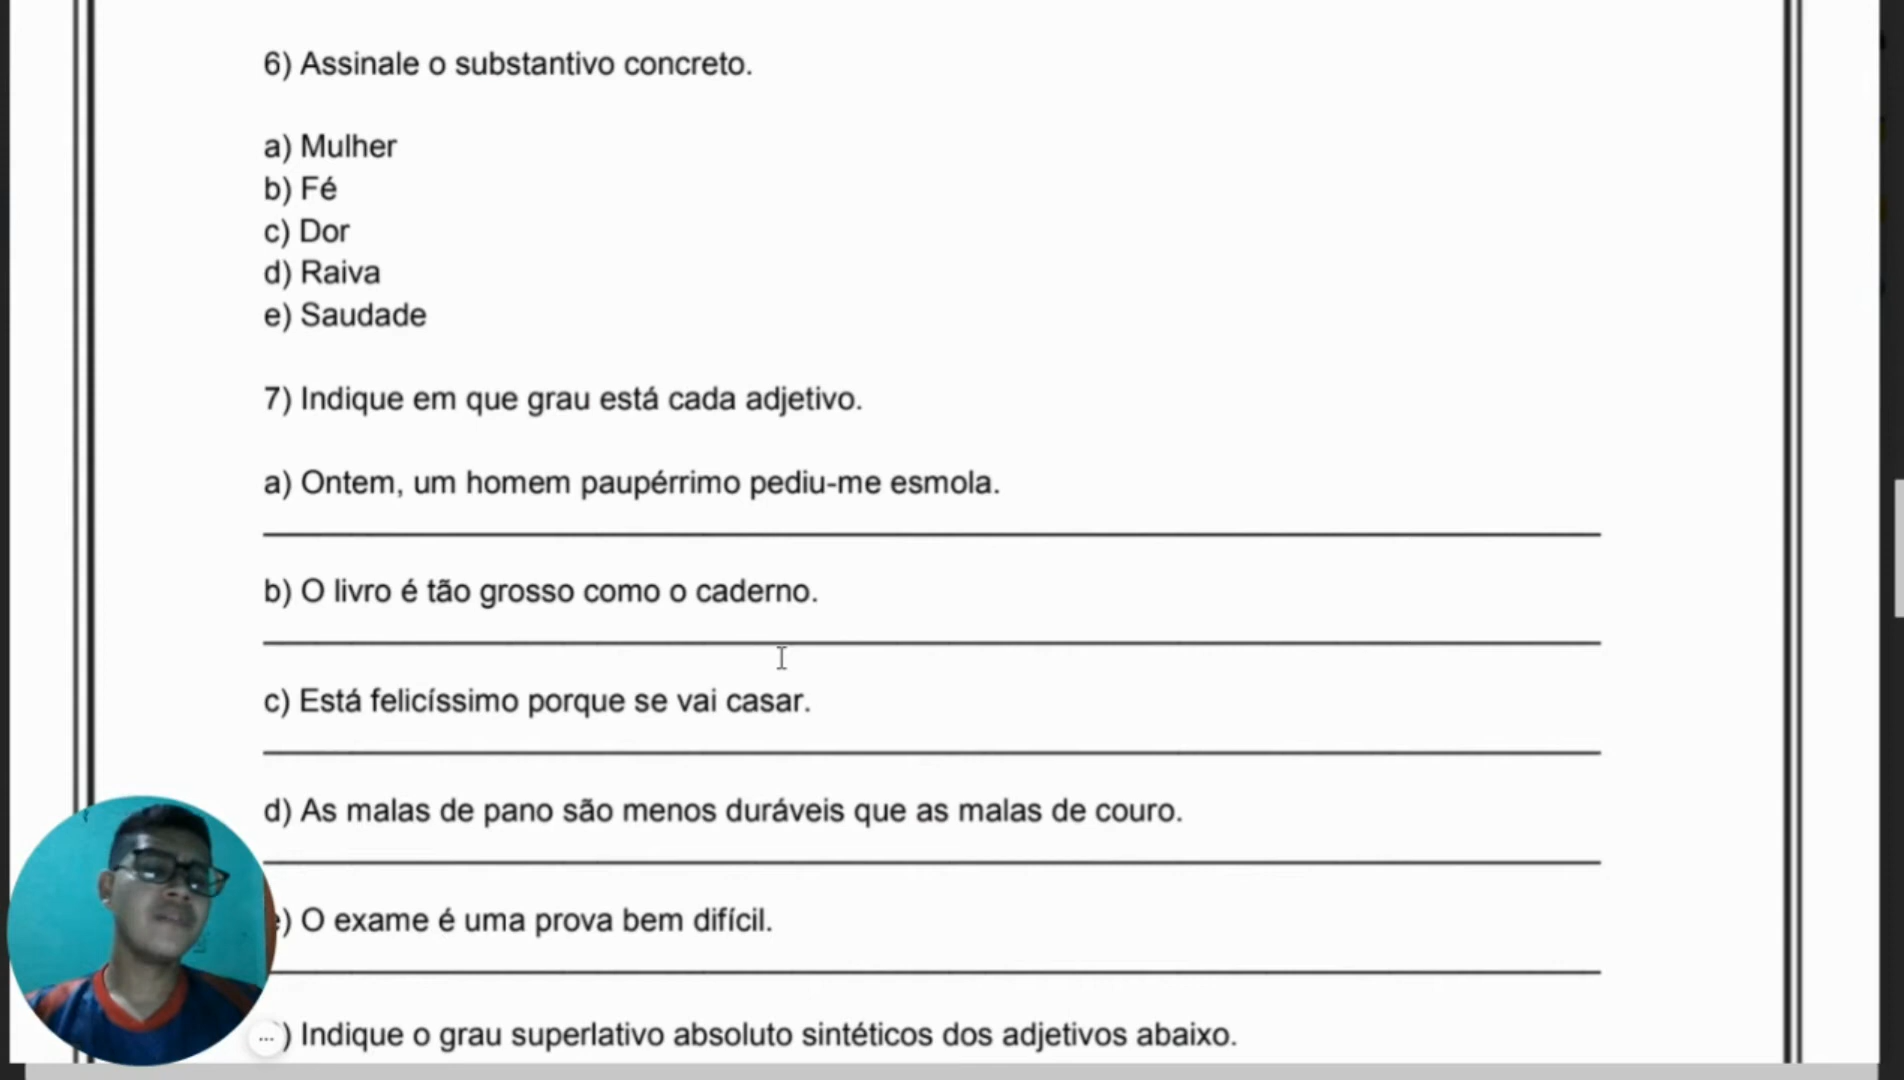 6) Assinale o substantivo concreto.
a) Mulher
b) Fé
c) Dor
d) Raiva
e) Saudade
7) Indique em que grau está cada adjetivo.
a) Ontem, um homem paupérrimo pediu-me esmola.
b) O livro é tão grosso como o caderno.
c) Está felicíssimo porque se vai casar.
d) As malas de pano são menos duráveis que as malas de couro.
) O exame é uma prova bem difícil.
) Indique o grau superlativo absoluto sintéticos dos adjetivos abaixo.